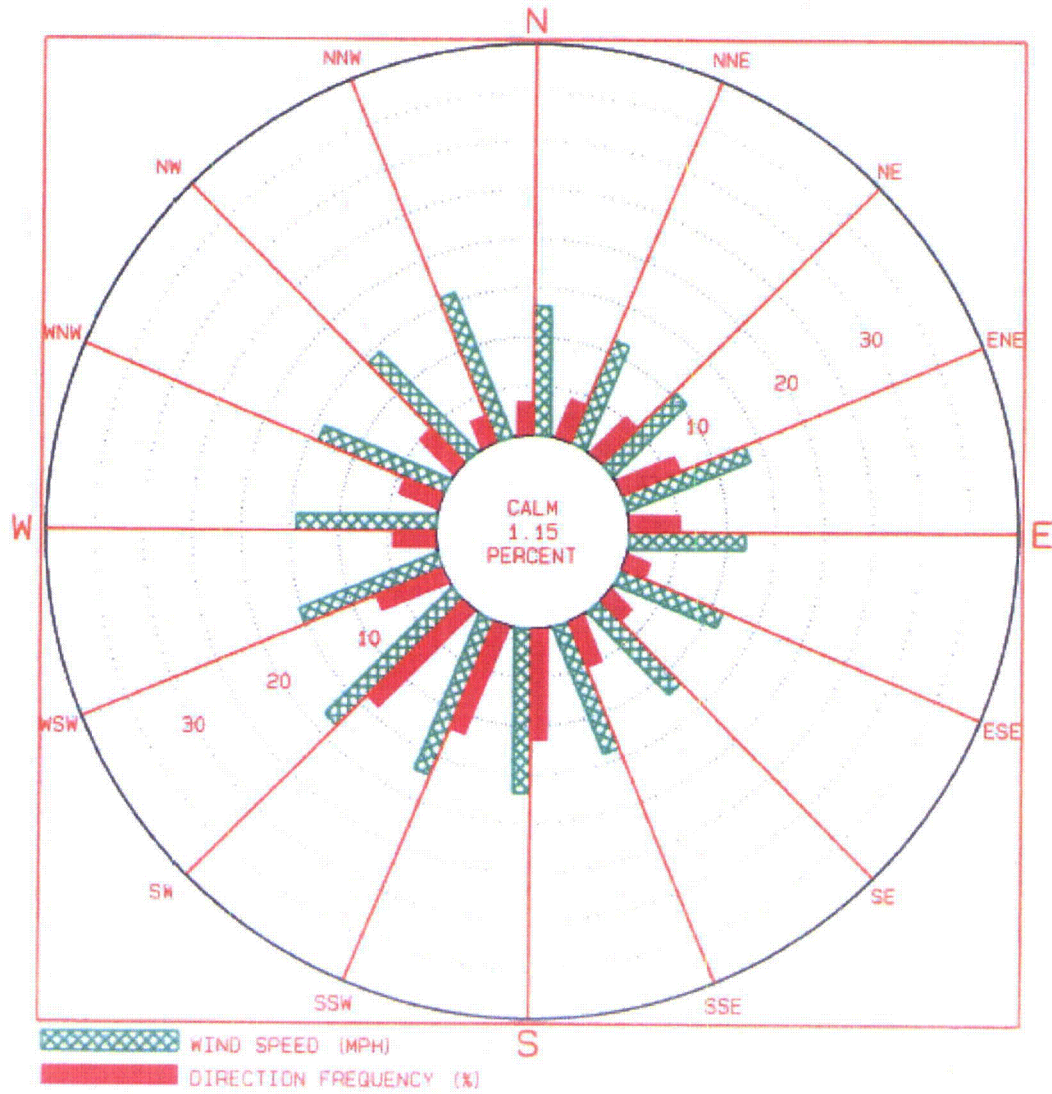 N
NNW
NNE
NW
NE
WNW
ENE
30
20
10
CALM
1.15
PERCENT
W
E
10
20
30
WSW
ESE
SW
SE
SSW
SSE
S
WIND SPEED (MPH)
DIRECTION FREQUENCY (%)